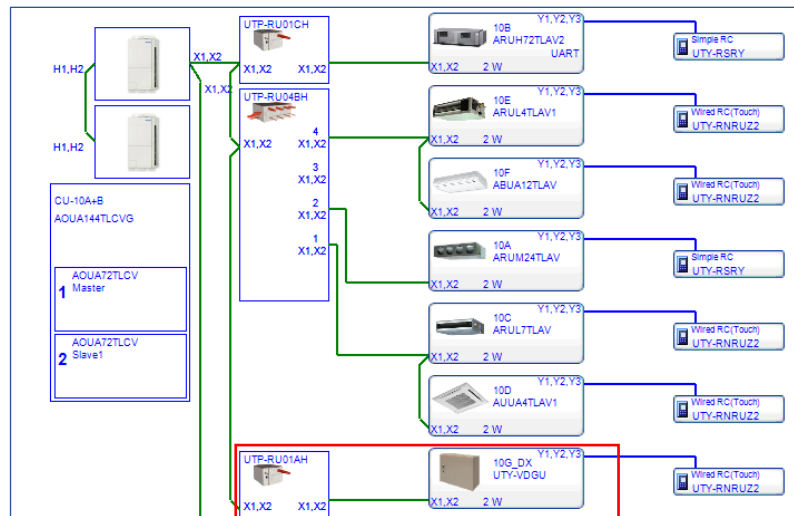 H1,H2
H1,H2
X1,X2
X1,X2
CU-10A+B
AOUA144TLCVG
AOUA72TLCV
1 Master
AOUA72TLCV
2 Slave1
UTP-RU01CH
X1,X2 X1,X2
UTP-RU04BH
X1,X2
4
X1,X2
3
X1,X2
2
X1,X2
1
X1,X2
UTP-RU01AH
X1,X2 X1,X2
Y1,Y2,Y3
10B
ARUH72TLAV2
UART
X1,X2 2 W
Simple RC
UTY-RSRY
Y1,Y2,Y3
10E
ARUL4TLAV1
X1,X2 2 W
Wired RC(Touch)
UTY-RNRUZ2
Y1,Y2,Y3
10F
ABUA12TLAV
X1,X2 2 W
Wired RC(Touch)
UTY-RNRUZ2
Y1,Y2,Y3
10A
ARUM24TLAV
X1,X2 2 W
Simple RC
UTY-RSRY
Y1,Y2,Y3
10C
ARUL7TLAV
X1,X2 2 W
Wired RC(Touch)
UTY-RNRUZ2
Y1,Y2,Y3
10D
AUUA4TLAV1
X1,X2 2 W
Wired RC(Touch)
UTY-RNRUZ2
Y1,Y2,Y3
10G_DX
UTY-VDGU
X1,X2 2 W
Wired RC(Touch)
UTY-RNRUZ2